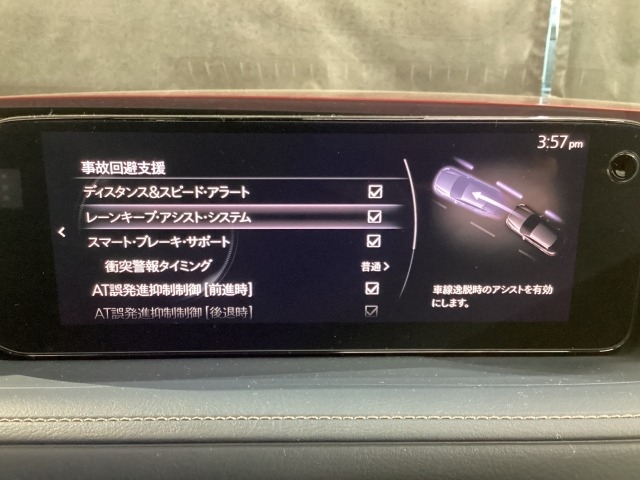 3:57pm
事故回避支援
ディスタンス&スピード・アラート
レーンキープ・アシスト・システム
スマート・ブレーキ・サポート
衝突警報タイミング 普通
AT誤発進抑制制御[前進時]
AT誤発進抑制制御[後退時]
車線逸脱時のアシストを有効
にします。